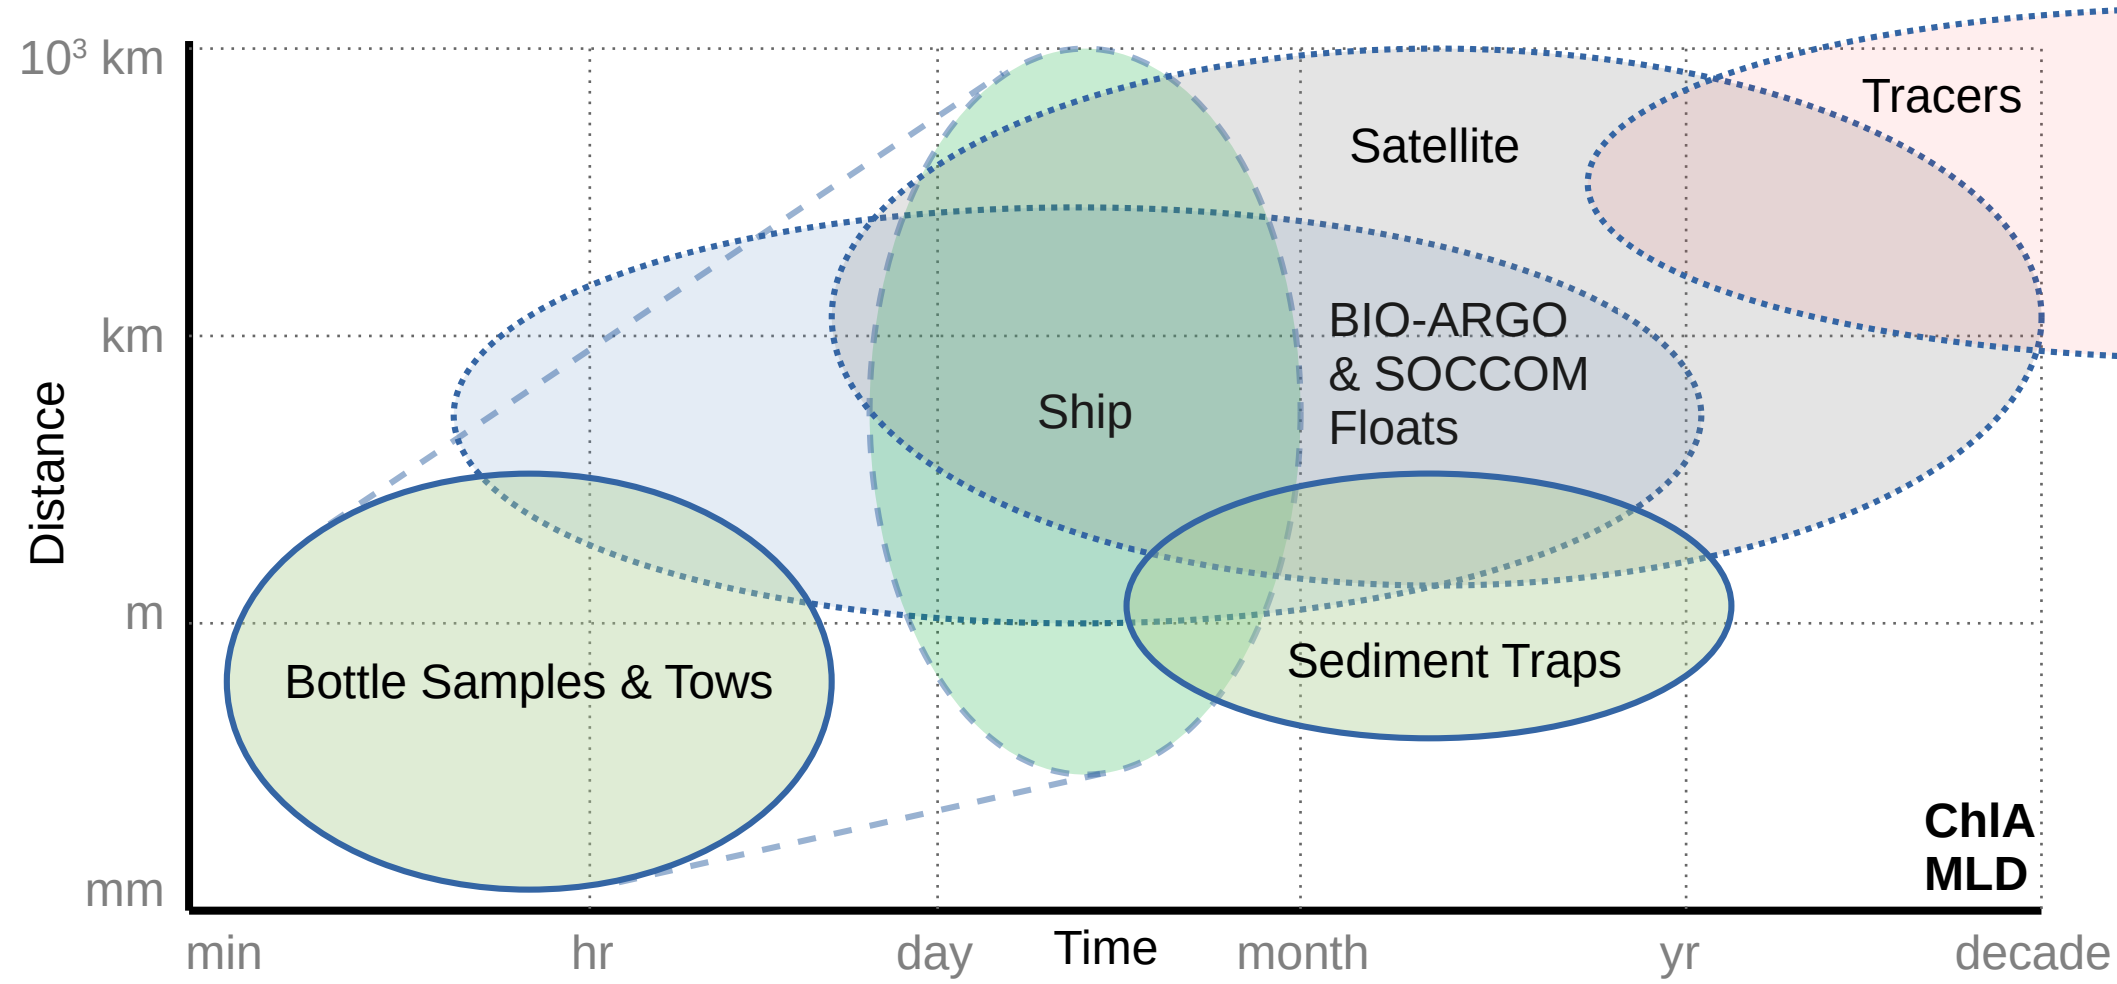 10³ km
Tracers
Satellite
km
BIO-ARGO
& SOCCOM
Floats
Ship
Distance
m
Bottle Samples & Tows
Sediment Traps
ChlA
MLD
mm
min
hr
day
Time
month
yr
decade